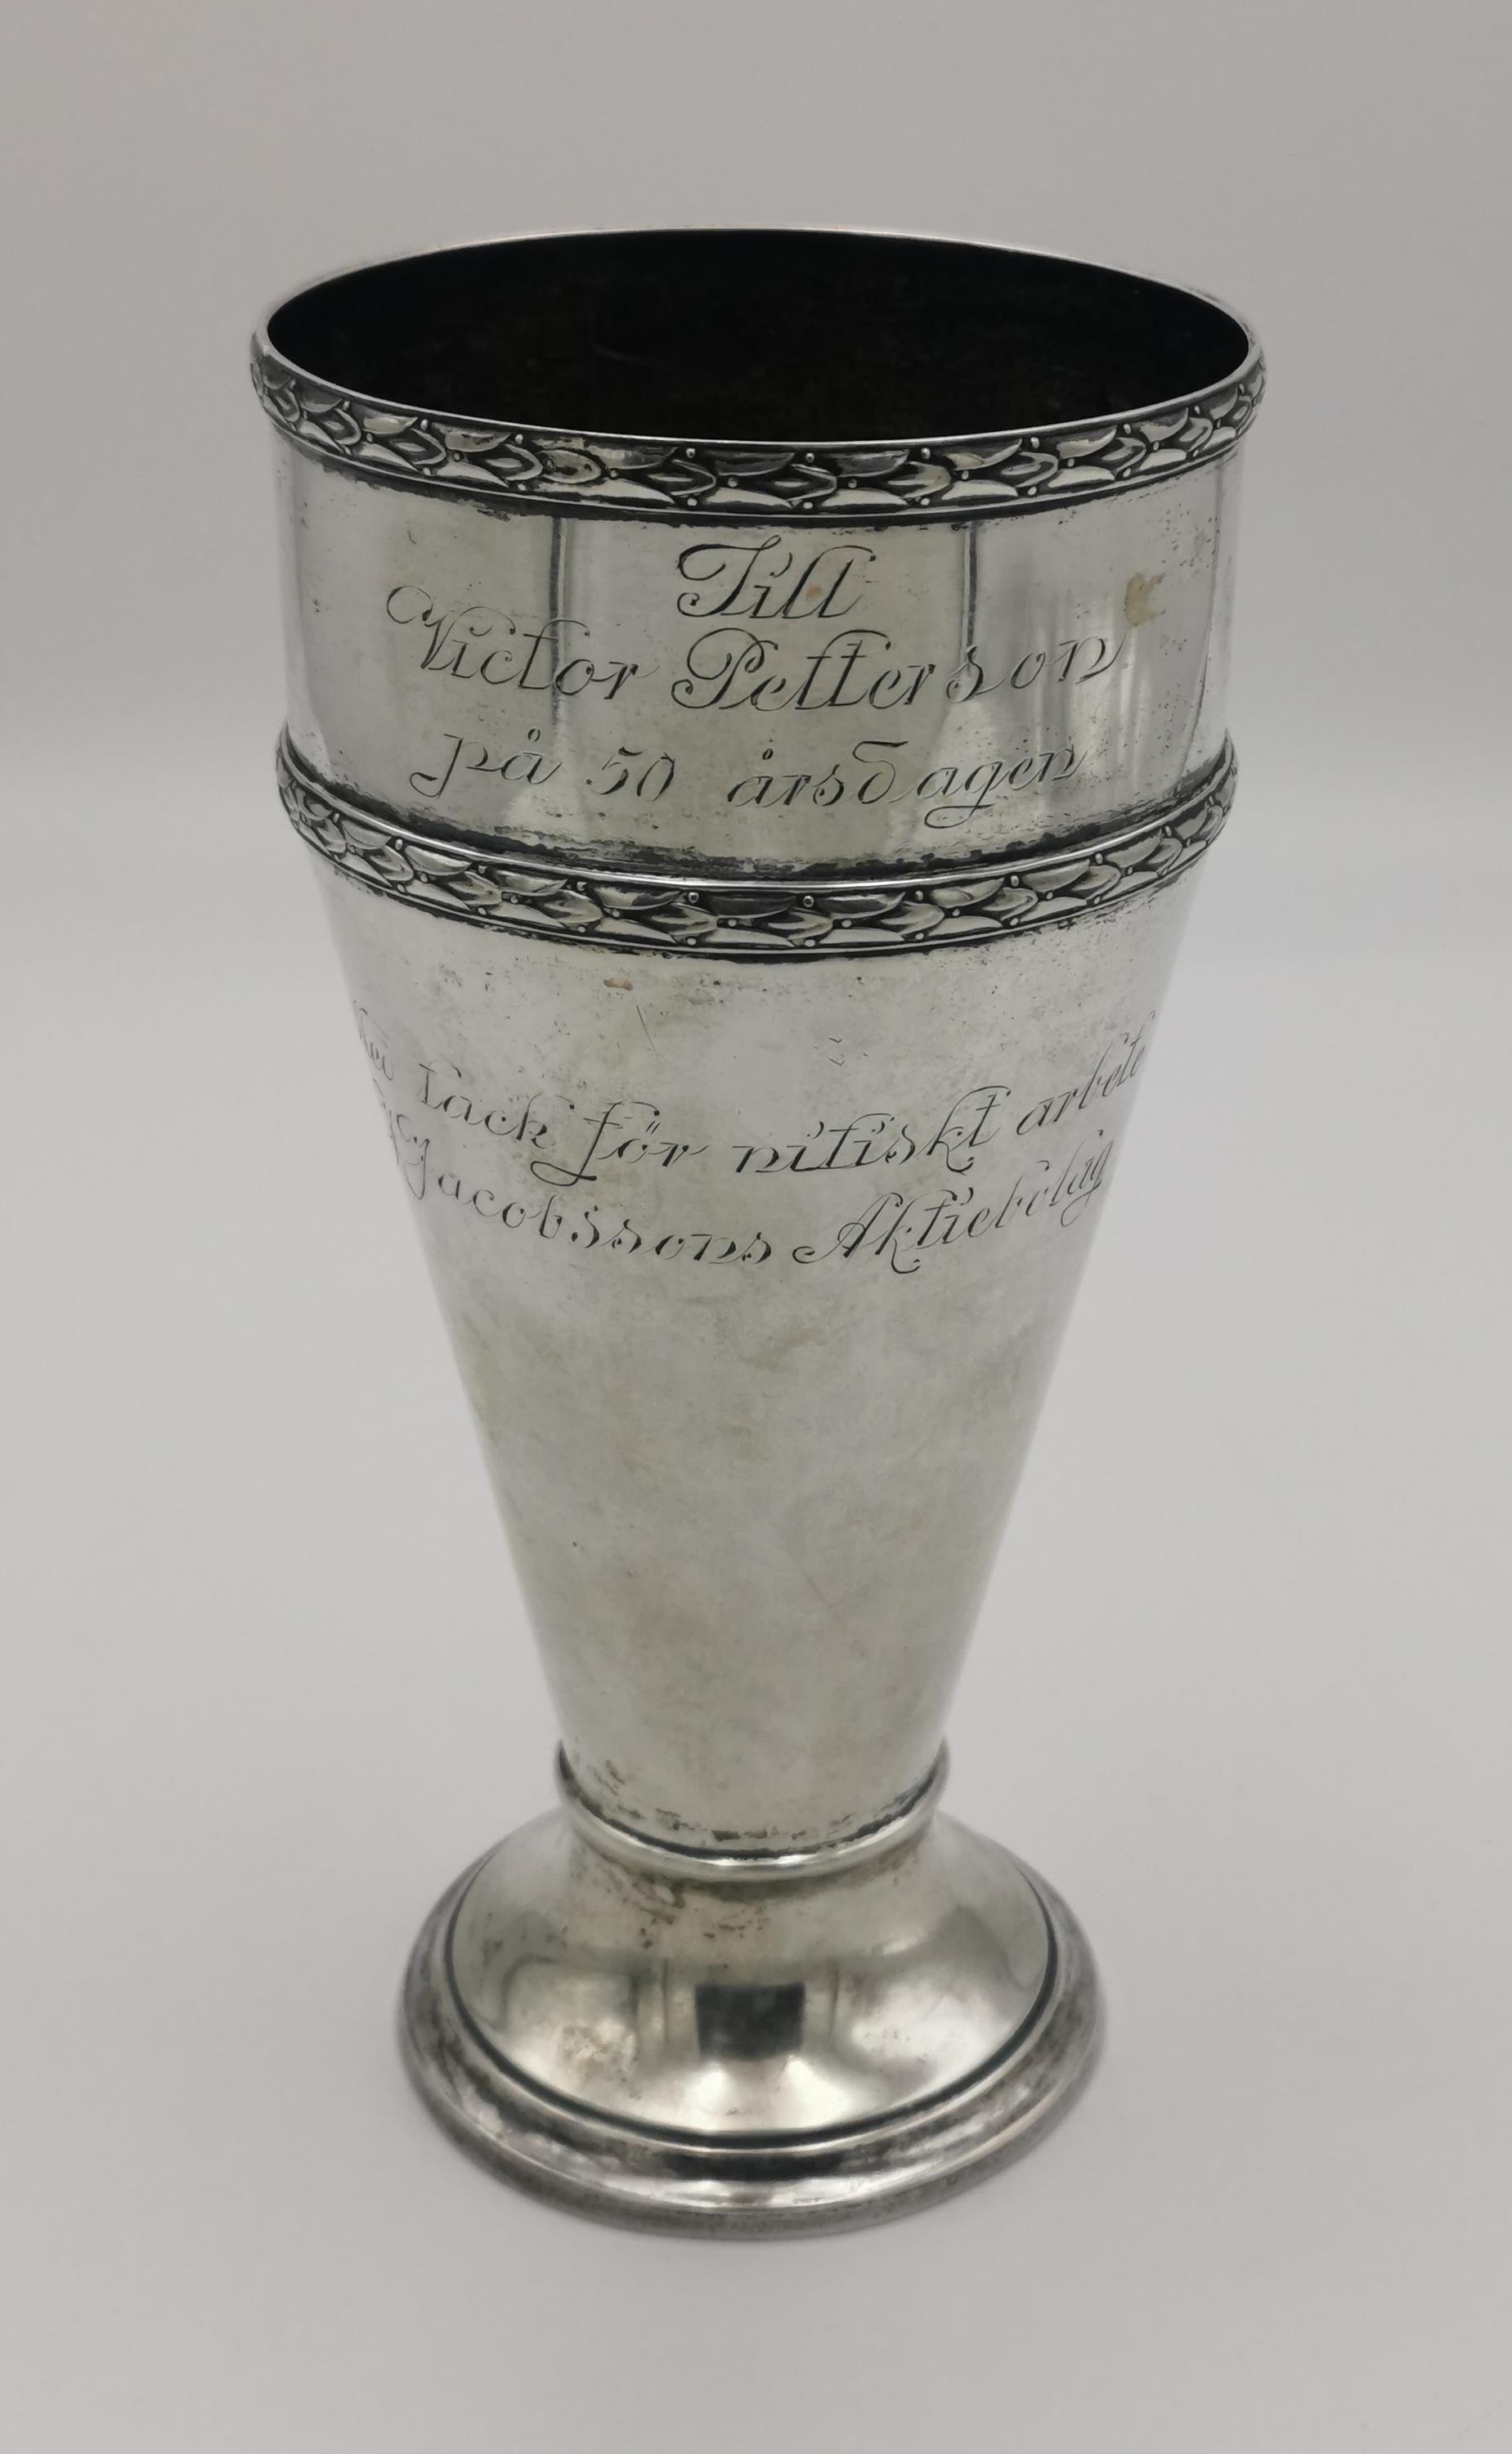 Till
Victor Petterson
på 50 årsdagen
tack för nitiskt arbete
Jacobssons Aktiebolag